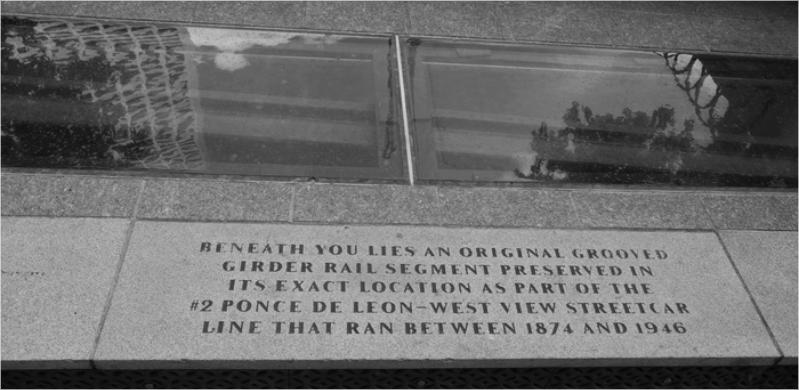 BENEATH YOU LIES AN ORIGINAL GROOVED
GIRDER RAIL SEGMENT PRESERVED IN
ITS EXACT LOCATION AS PART OF THE
#2 PONCE DE LEON-WEST VIEW STREETCAR
LINE THAT RAN BETWEEN 1874 AND 1946